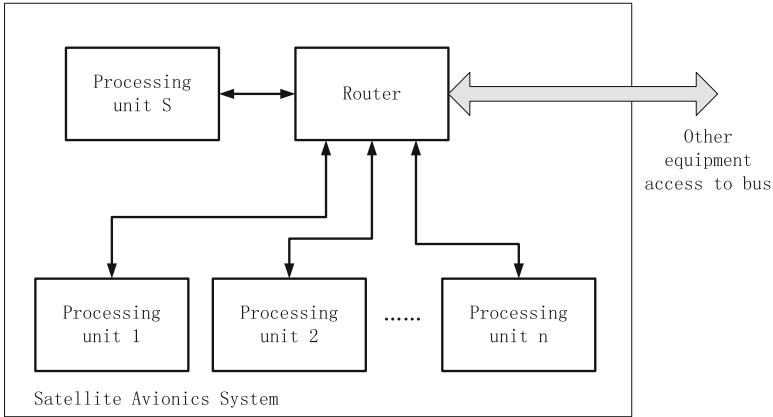 Processing
unit S
Router
Other
equipment
access to bus
Processing
unit 1
Processing
unit 2
......
Processing
unit n
Satellite Avionics System